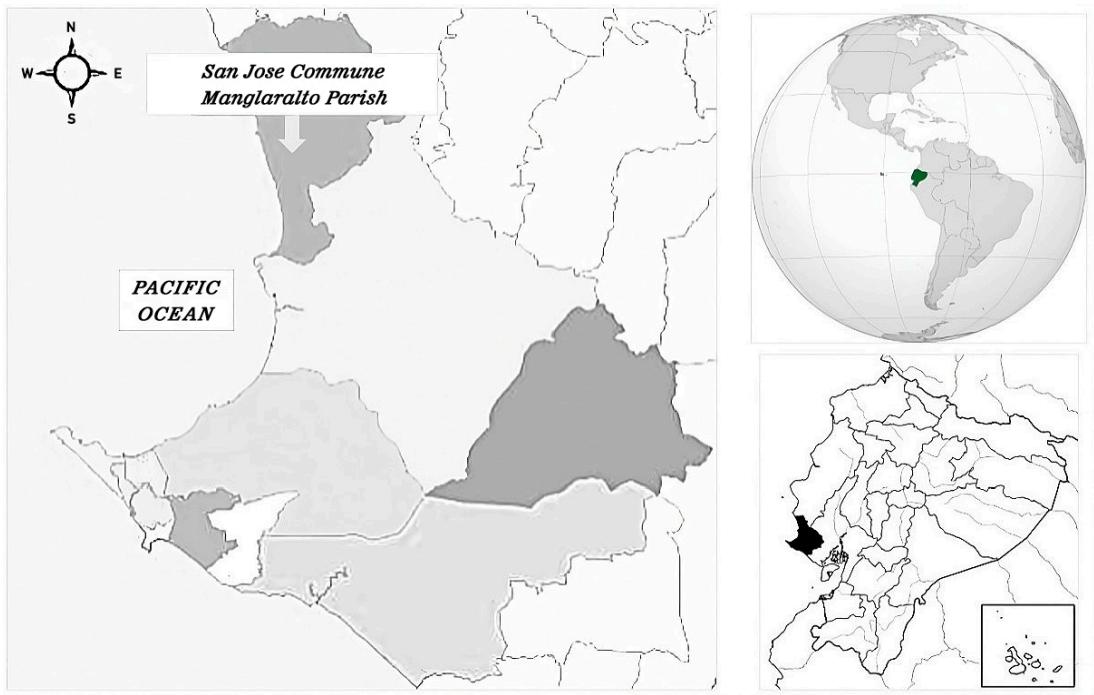 N
W E
S
San Jose Commune
Manglaralto Parish
PACIFIC
OCEAN